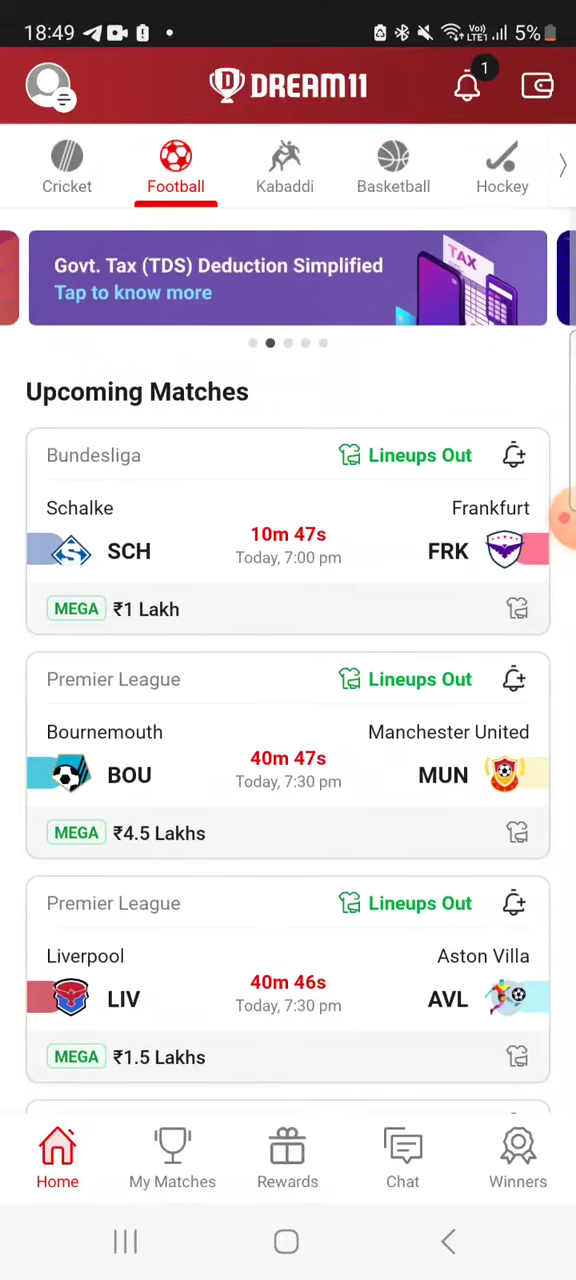 18:49 Vo)) LTE1 5%
1
DREAM11
Cricket Football Kabaddi Basketball Hockey
Govt. Tax (TDS) Deduction Simplified
Tap to know more
TAX
Upcoming Matches
Bundesliga Lineups Out
Schalke Frankfurt
10m 47s
SCH FRK
Today, 7:00 pm
MEGA ₹1 Lakh
Premier League Lineups Out
Bournemouth Manchester United
40m 47s
BOU MUN
Today, 7:30 pm
MEGA ₹4.5 Lakhs
Premier League Lineups Out
Liverpool Aston Villa
40m 46s
LIV AVL
Today, 7:30 pm
MEGA ₹1.5 Lakhs
Home My Matches Rewards Chat Winners